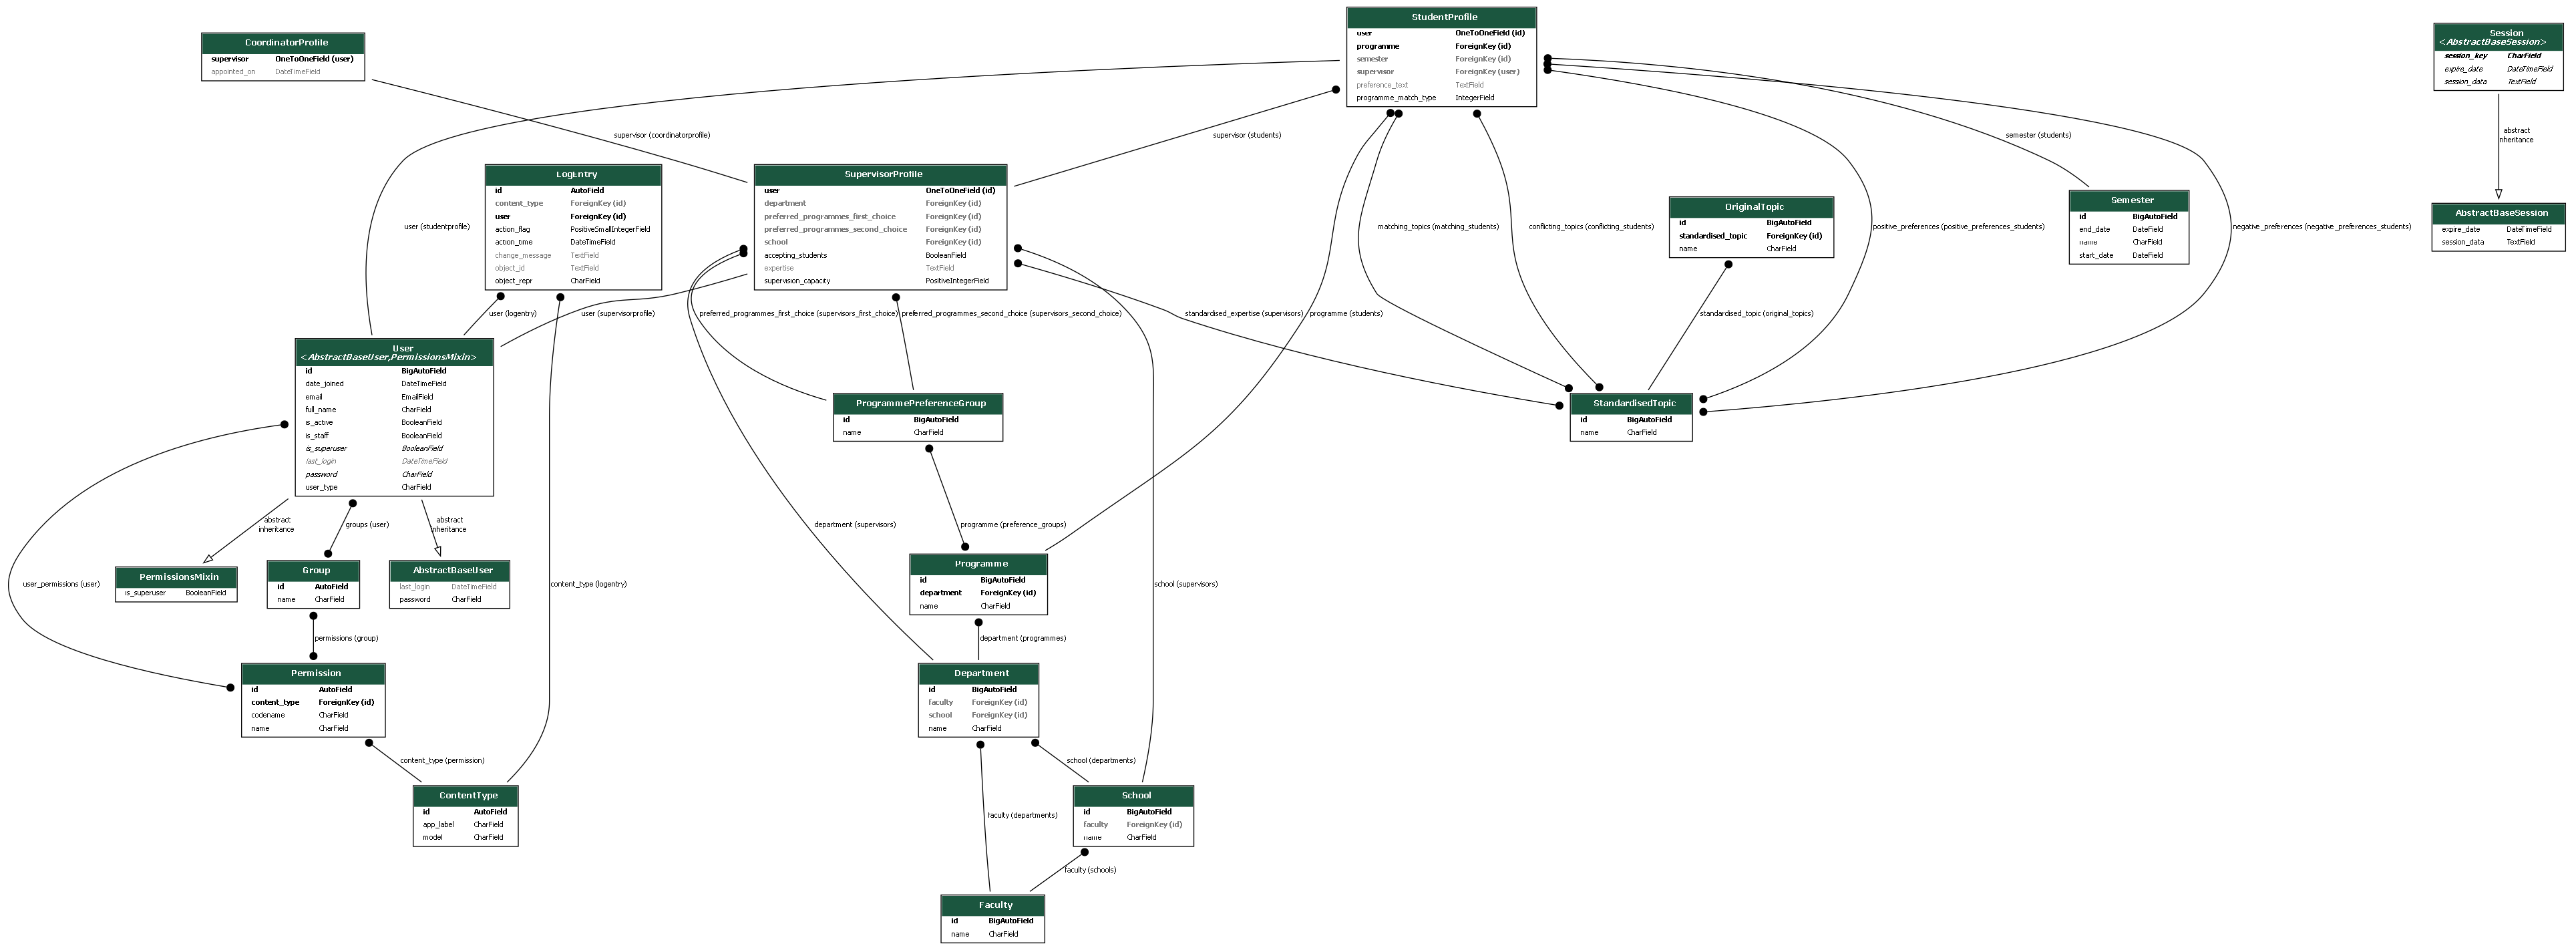 StudentProfile
user OneToOneField (id)
programme ForeignKey (id)
semester ForeignKey (id)
supervisor ForeignKey (user)
preference_text TextField
programme_match_type IntegerField
Session
<AbstractBaseSession>
session_key CharField
expire_date DateTimeField
session_data TextField
CoordinatorProfile
supervisor OneToOneField (user)
appointed_on DateTimeField
supervisor (coordinatorprofile)
supervisor (students)
semester (students)
abstract
inheritance
LogEntry
id AutoField
content_type ForeignKey (id)
user ForeignKey (id)
action_flag PositiveSmallIntegerField
action_time DateTimeField
change_message TextField
object_id TextField
object_repr CharField
SupervisorProfile
user OneToOneField (id)
department ForeignKey (id)
preferred_programmes_first_choice ForeignKey (id)
preferred_programmes_second_choice ForeignKey (id)
school ForeignKey (id)
accepting_students BooleanField
expertise TextField
supervision_capacity PositiveIntegerField
OriginalTopic
id BigAutoField
standardised_topic ForeignKey (id)
name CharField
Semester
id BigAutoField
end_date DateField
name CharField
start_date DateField
AbstractBaseSession
expire_date DateTimeField
session_data TextField
user (studentprofile)
matching_topics (matching_students)
conflicting_topics (conflicting_students)
positive_preferences (positive_preferences_students)
negative_preferences (negative_preferences_students)
user (logentry)
user (supervisorprofile)
preferred_programmes_first_choice (supervisors_first_choice)
preferred_programmes_second_choice (supervisors_second_choice)
standardised_expertise (supervisors)
programme (students)
standardised_topic (original_topics)
User
<AbstractBaseUser,PermissionsMixin>
id BigAutoField
date_joined DateTimeField
email EmailField
full_name CharField
is_active BooleanField
is_staff BooleanField
is_superuser BooleanField
last_login DateTimeField
password CharField
user_type CharField
ProgrammePreferenceGroup
id BigAutoField
name CharField
StandardisedTopic
id BigAutoField
name CharField
abstract
inheritance
groups (user)
abstract
inheritance
department (supervisors)
programme (preference_groups)
user_permissions (user)
PermissionsMixin
is_superuser BooleanField
Group
id AutoField
name CharField
AbstractBaseUser
last_login DateTimeField
password CharField
content_type (logentry)
Programme
id BigAutoField
department ForeignKey (id)
name CharField
school (supervisors)
permissions (group)
department (programmes)
Permission
id AutoField
content_type ForeignKey (id)
codename CharField
name CharField
Department
id BigAutoField
faculty ForeignKey (id)
school ForeignKey (id)
name CharField
content_type (permission)
school (departments)
ContentType
id AutoField
app_label CharField
model CharField
faculty (departments)
School
id BigAutoField
faculty ForeignKey (id)
name CharField
faculty (schools)
Faculty
id BigAutoField
name CharField